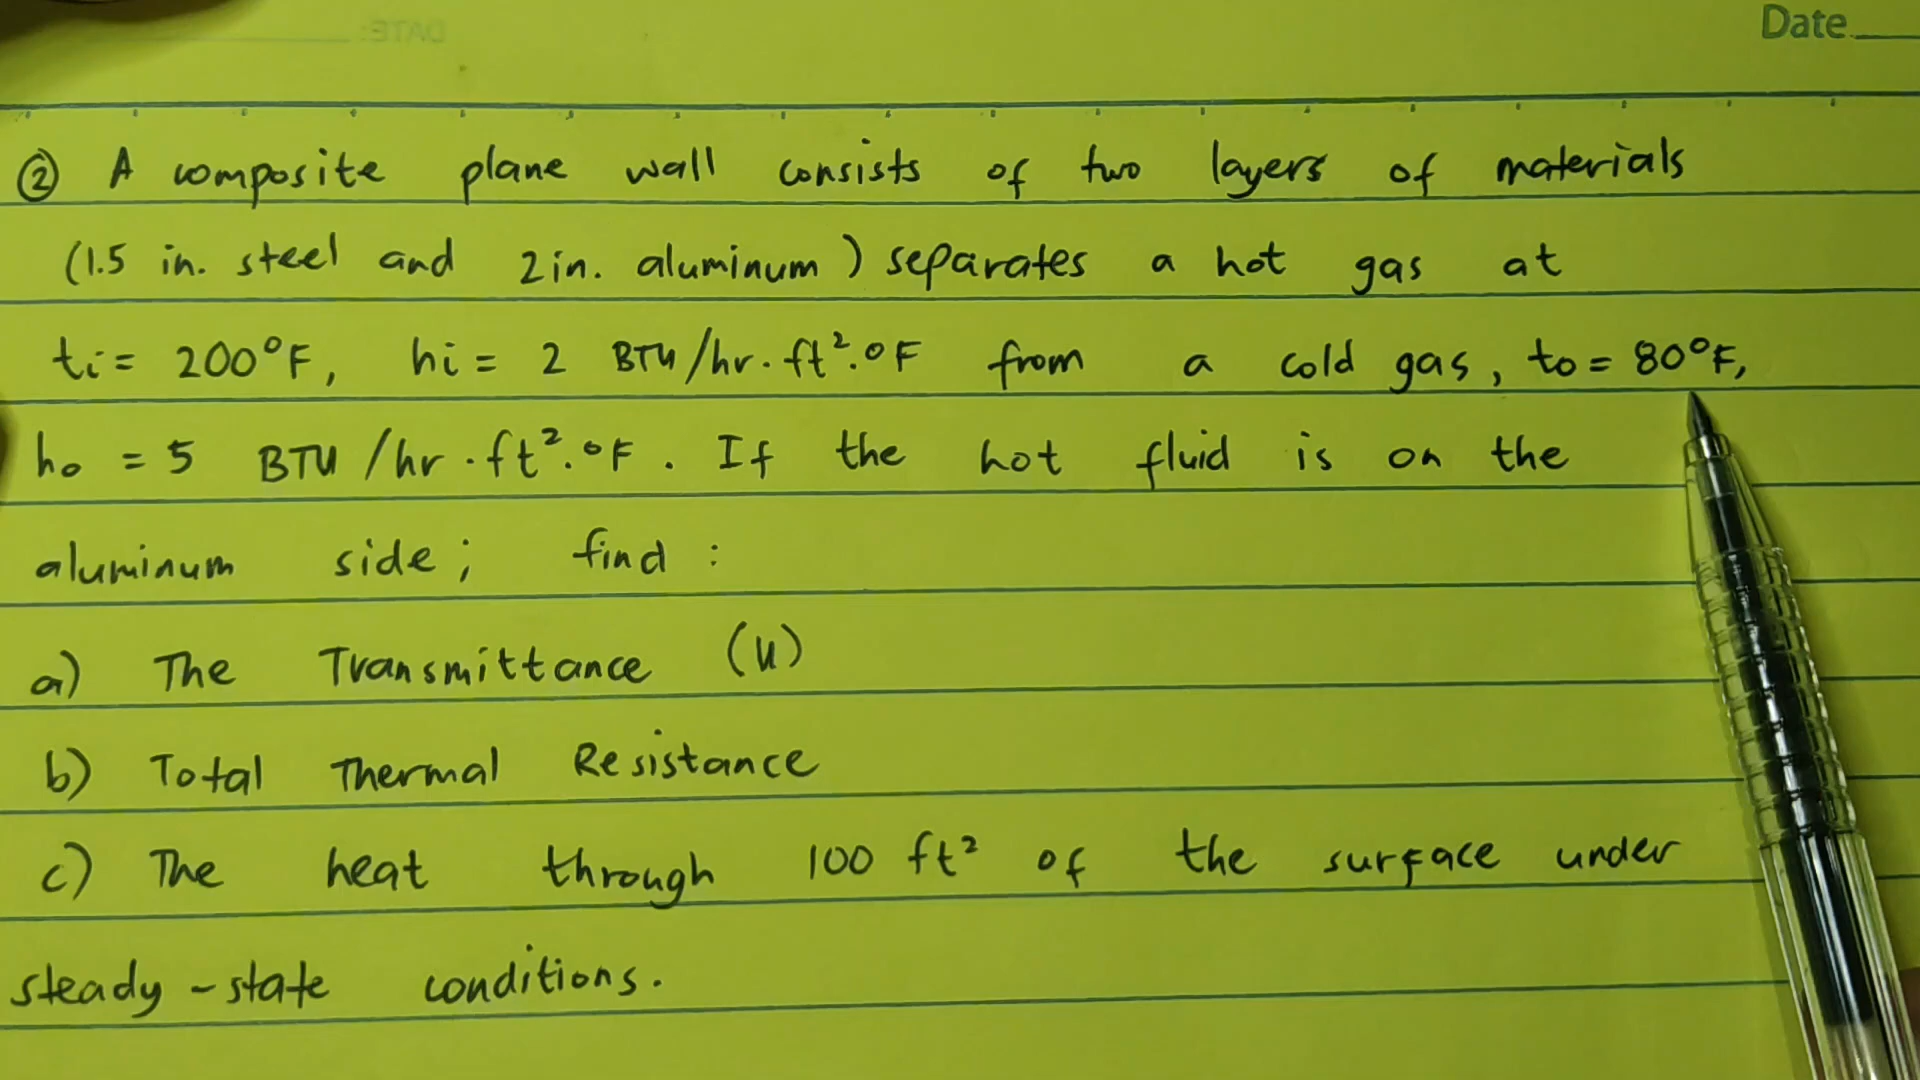 Date
DATE:
② A composite plane wall consists of two layers of materials
(1.5 in. steel and 2in. aluminum) separates a hot gas at
ti = 200°F, hi = 2 BTU/hr.ft².°F from a cold gas, to = 80°F,
ho = 5 BTU/hr.ft².°F. If the hot fluid is on the
aluminum side; find:
a) The Transmittance (U)
b) Total Thermal Resistance
c) The heat through 100 ft² of the surface under
steady-state conditions.